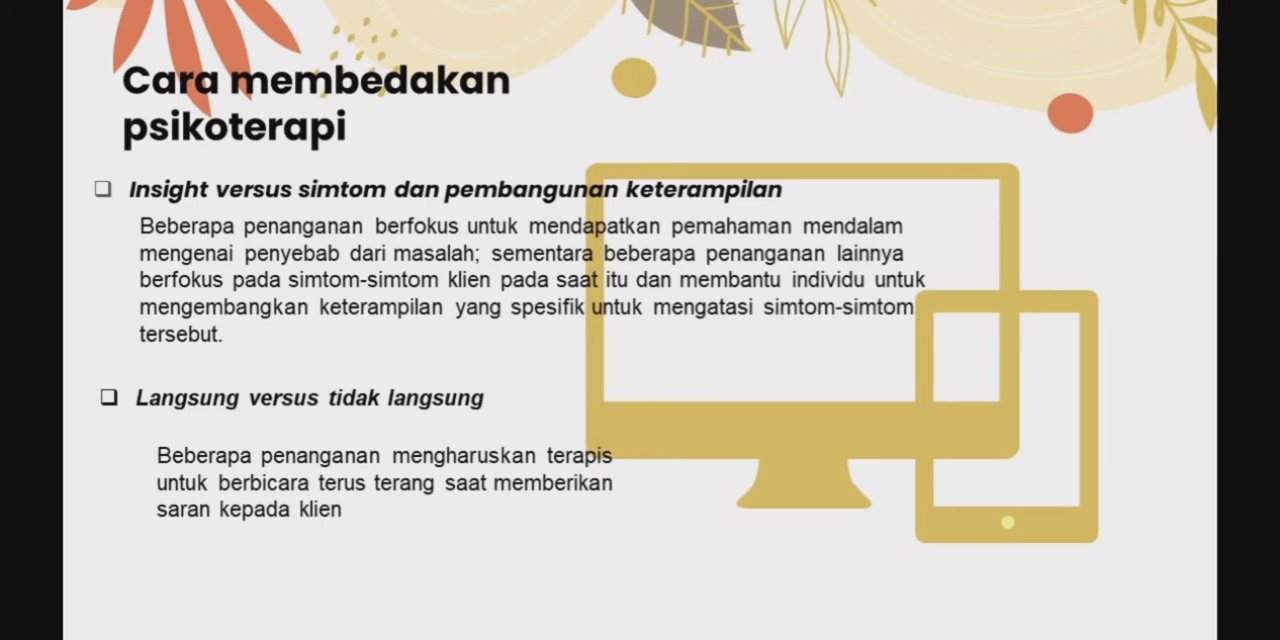 Cara membedakan
psikoterapi
❑ Insight versus simtom dan pembangunan keterampilan
Beberapa penanganan berfokus untuk mendapatkan pemahaman mendalam
mengenai penyebab dari masalah; sementara beberapa penanganan lainnya
berfokus pada simtom-simtom klien pada saat itu dan membantu individu untuk
mengembangkan keterampilan yang spesifik untuk mengatasi simtom-simtom
tersebut.
❑ Langsung versus tidak langsung
Beberapa penanganan mengharuskan terapis
untuk berbicara terus terang saat memberikan
saran kepada klien